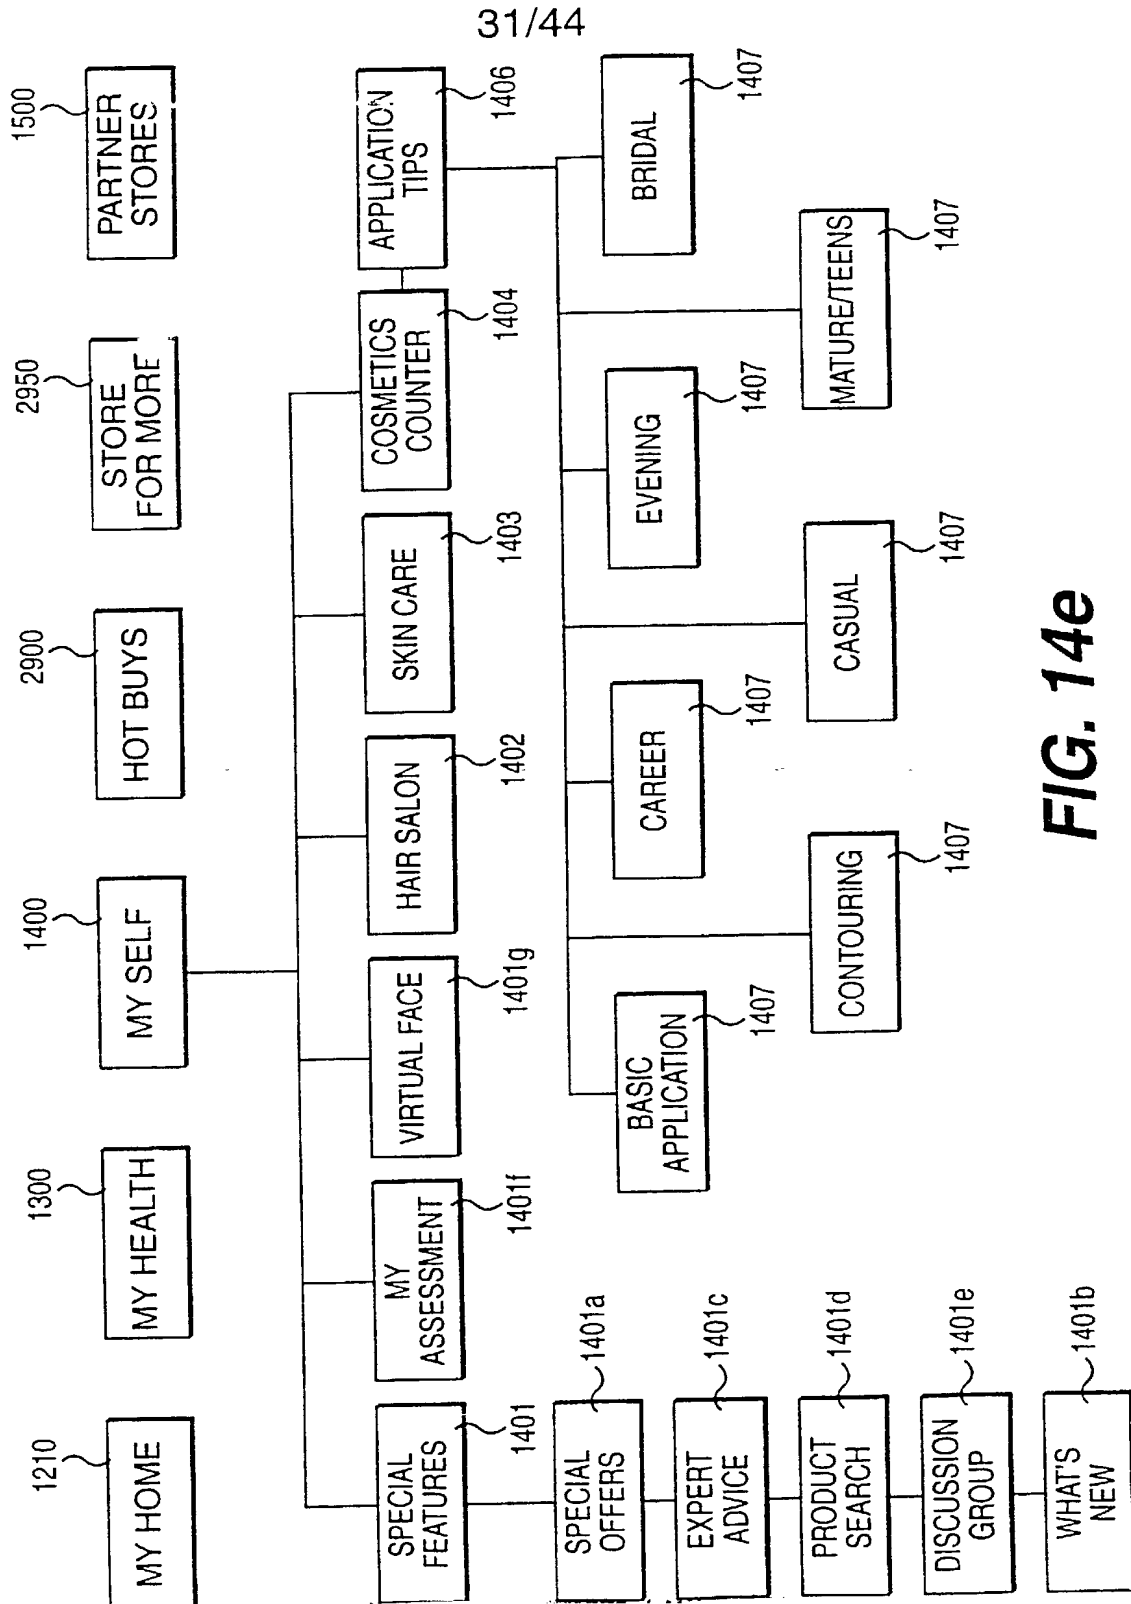 31/44
1210
MY HOME
1300
MY HEALTH
1400
MY SELF
2900
HOT BUYS
2950
STORE
FOR MORE
1500
PARTNER
STORES
SPECIAL
FEATURES
1401
MY
ASSESSMENT
1401f
VIRTUAL FACE
1401g
HAIR SALON
1402
SKIN CARE
1403
COSMETICS
COUNTER
1404
APPLICATION
TIPS
1406
SPECIAL
OFFERS
1401a
EXPERT
ADVICE
1401c
PRODUCT
SEARCH
1401d
DISCUSSION
GROUP
1401e
WHAT'S
NEW
1401b
BASIC
APPLICATION
1407
CAREER
1407
EVENING
1407
BRIDAL
1407
CONTOURING
1407
CASUAL
1407
MATURE/TEENS
1407
FIG. 14e